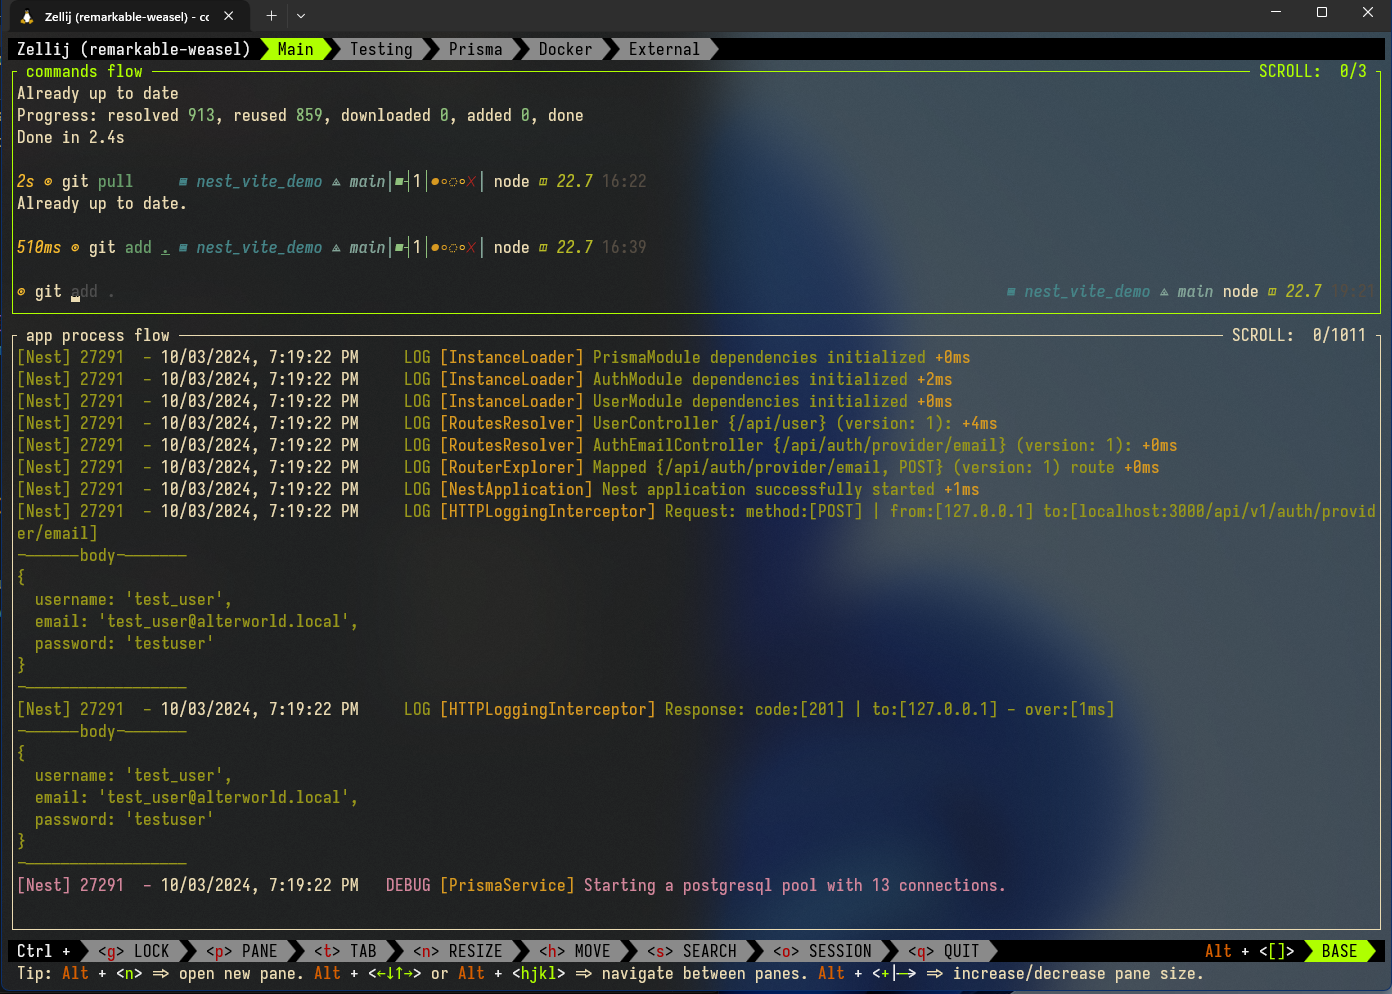 Zellij (remarkable-weasel) - cc
Zellij (remarkable-weasel) Main Testing Prisma Docker External
commands flow SCROLL: 0/3
Already up to date
Progress: resolved 913, reused 859, downloaded 0, added 0, done
Done in 2.4s
2s git pull nest_vite_demo main 1 node 22.7 16:22
Already up to date.
510ms git add . nest_vite_demo main 1 node 22.7 16:39
git add . nest_vite_demo main node 22.7
app process flow SCROLL: 0/1011
[Nest] 27291 - 10/03/2024, 7:19:22 PM LOG [InstanceLoader] PrismaModule dependencies initialized +0ms
[Nest] 27291 - 10/03/2024, 7:19:22 PM LOG [InstanceLoader] AuthModule dependencies initialized +2ms
[Nest] 27291 - 10/03/2024, 7:19:22 PM LOG [InstanceLoader] UserModule dependencies initialized +0ms
[Nest] 27291 - 10/03/2024, 7:19:22 PM LOG [RoutesResolver] UserController {/api/user} (version: 1): +4ms
[Nest] 27291 - 10/03/2024, 7:19:22 PM LOG [RoutesResolver] AuthEmailController {/api/auth/provider/email} (version: 1): +0ms
[Nest] 27291 - 10/03/2024, 7:19:22 PM LOG [RouterExplorer] Mapped {/api/auth/provider/email, POST} (version: 1) route +0ms
[Nest] 27291 - 10/03/2024, 7:19:22 PM LOG [NestApplication] Nest application successfully started +1ms
[Nest] 27291 - 10/03/2024, 7:19:22 PM LOG [HTTPLoggingInterceptor] Request: method:[POST] | from:[127.0.0.1] to:[localhost:3000/api/v1/auth/provid
er/email]
-------body-------
{
username: 'test_user',
email: 'test_user@alterworld.local',
password: 'testuser'
}
-------------------
[Nest] 27291 - 10/03/2024, 7:19:22 PM LOG [HTTPLoggingInterceptor] Response: code:[201] | to:[127.0.0.1] - over:[1ms]
-------body-------
{
username: 'test_user',
email: 'test_user@alterworld.local',
password: 'testuser'
}
-------------------
[Nest] 27291 - 10/03/2024, 7:19:22 PM DEBUG [PrismaService] Starting a postgresql pool with 13 connections.
Ctrl + <g> LOCK <p> PANE <t> TAB <n> RESIZE <h> MOVE <s> SEARCH <o> SESSION <q> QUIT Alt + <[]> BASE
Tip: Alt + <n> => open new pane. Alt + <←↓↑→> or Alt + <hjkl> => navigate between panes. Alt + <+|-> => increase/decrease pane size.